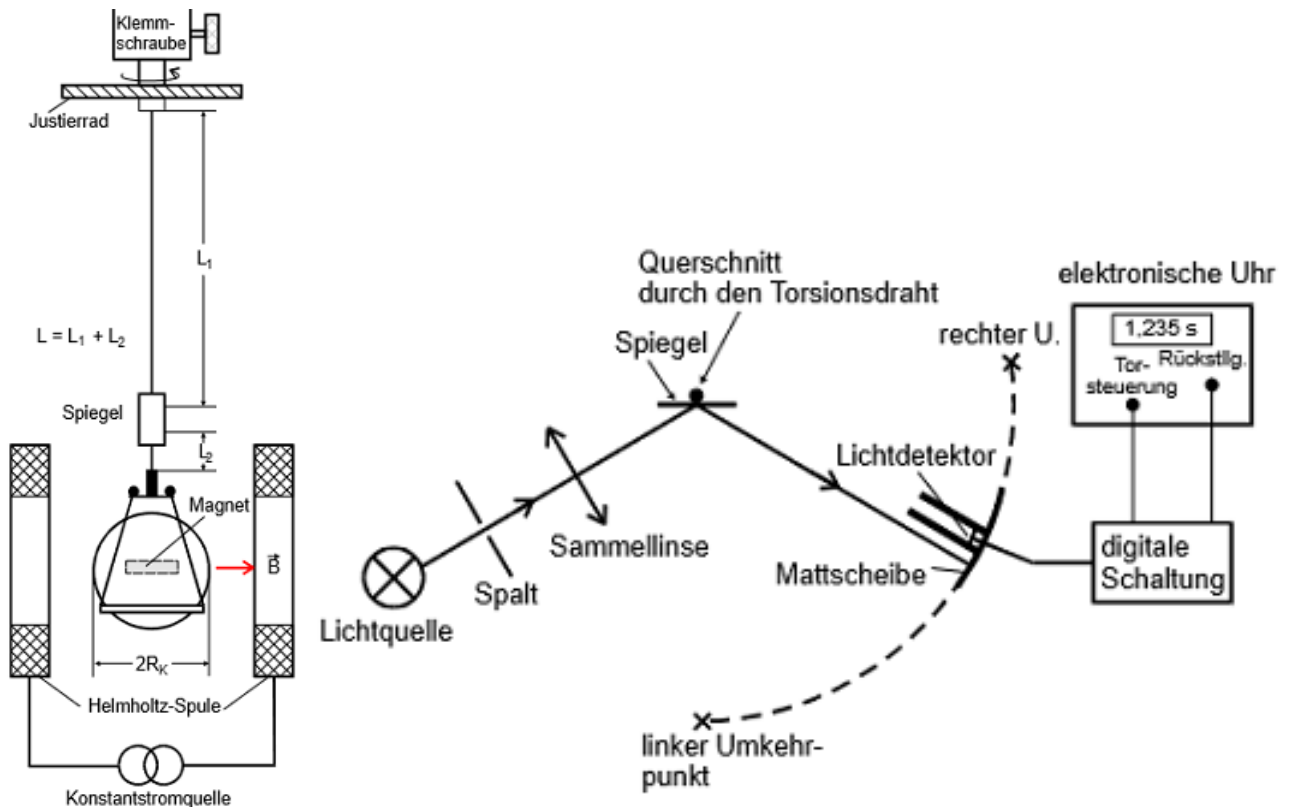 Klemm-
schraube
Justierrad
L₁
L = L₁ + L₂
Spiegel
L₂
Magnet
B⃗
2R_K
Helmholtz-Spule
Konstantstromquelle
Querschnitt
durch den Torsionsdraht
Spiegel
rechter U.
elektronische Uhr
1,235 s
Tor-
steuerung
Rückstllg.
Lichtdetektor
Sammellinse
Mattscheibe
digitale
Schaltung
Spalt
Lichtquelle
linker Umkehr-
punkt